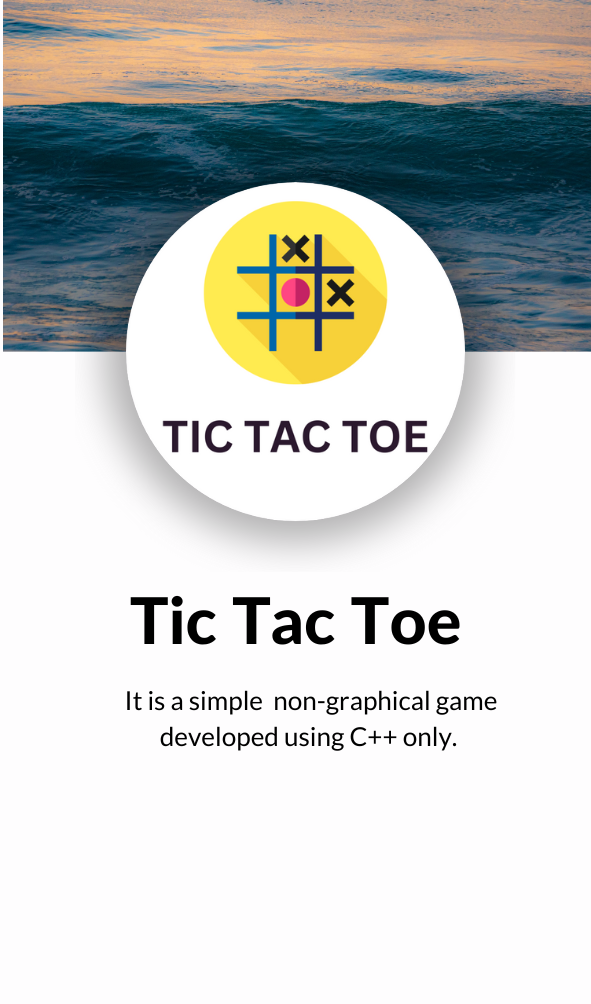 TIC TAC TOE
Tic Tac Toe
It is a simple  non-graphical game
developed using C++ only.